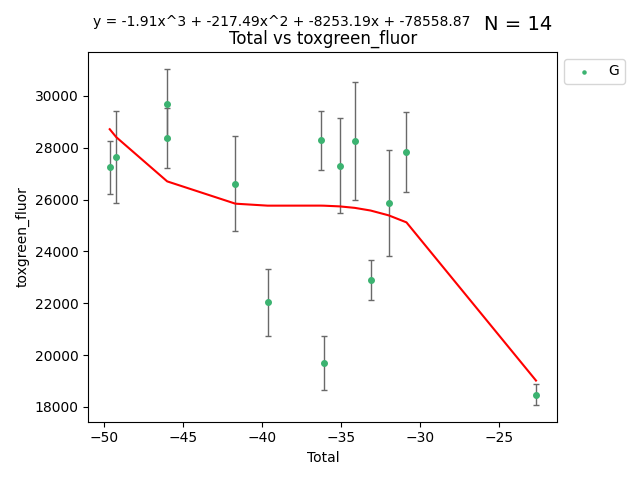 y = -1.91x^3 + -217.49x^2 + -8253.19x + -78558.87
N = 14
Total vs toxgreen_fluor
G
30000
28000
26000
24000
22000
20000
18000
toxgreen_fluor
−50
−45
−40
−35
−30
−25
Total